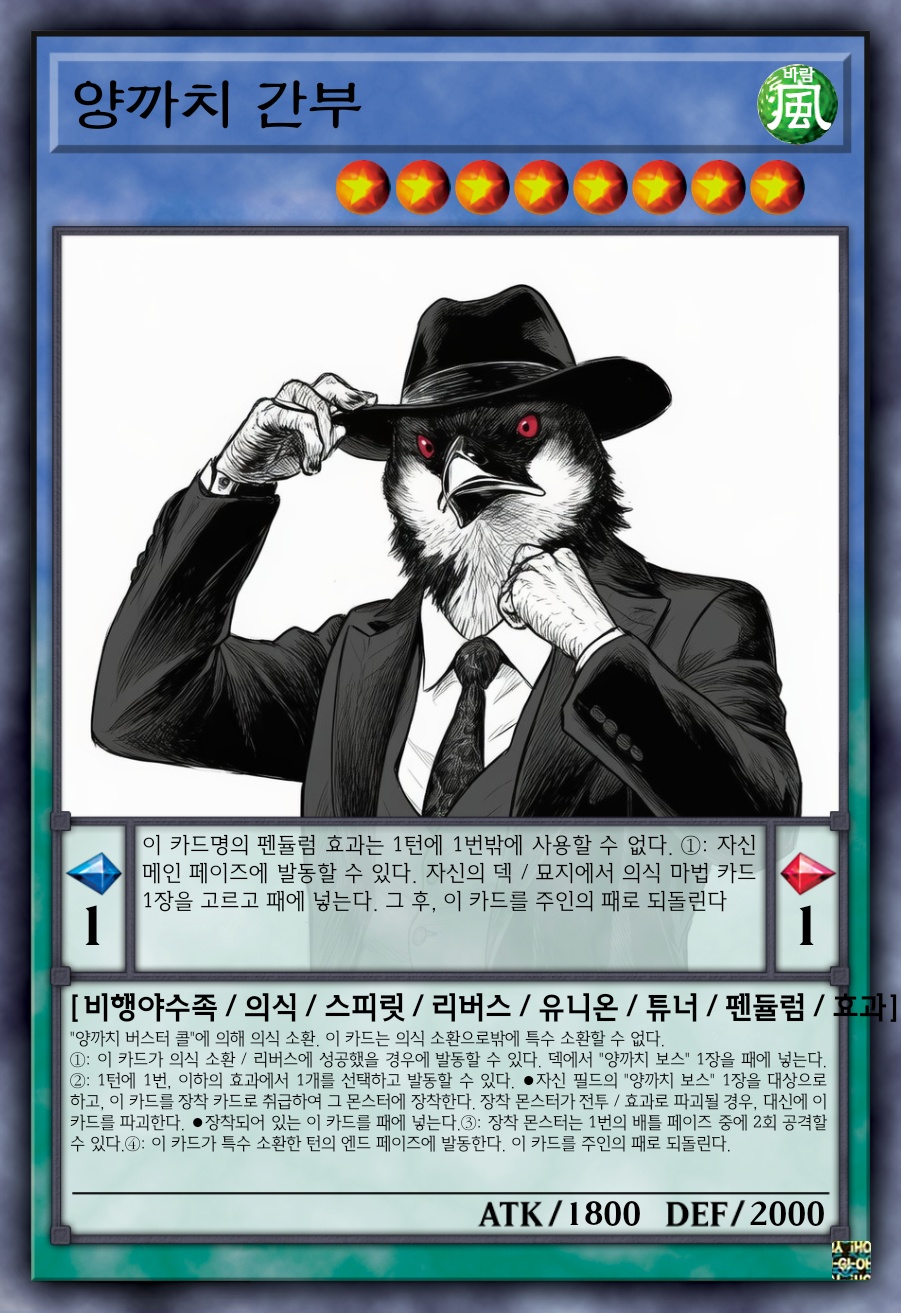 양까치 간부
바람
風
이 카드명의 펜듈럼 효과는 1턴에 1번밖에 사용할 수 없다. ①: 자신
메인 페이즈에 발동할 수 있다. 자신의 덱 / 묘지에서 의식 마법 카드
1장을 고르고 패에 넣는다. 그 후, 이 카드를 주인의 패로 되돌린다
1
1
[비행야수족 / 의식 / 스피릿 / 리버스 / 유니온 / 튜너 / 펜듈럼 / 효과]
"양까치 버스터 콜"에 의해 의식 소환. 이 카드는 의식 소환으로밖에 특수 소환할 수 없다.
①: 이 카드가 의식 소환 / 리버스에 성공했을 경우에 발동할 수 있다. 덱에서 "양까치 보스" 1장을 패에 넣는다.
②: 1턴에 1번, 이하의 효과에서 1개를 선택하고 발동할 수 있다. ●자신 필드의 "양까치 보스" 1장을 대상으로
하고, 이 카드를 장착 카드로 취급하여 그 몬스터에 장착한다. 장착 몬스터가 전투 / 효과로 파괴될 경우, 대신에 이
카드를 파괴한다. ●장착되어 있는 이 카드를 패에 넣는다.③: 장착 몬스터는 1번의 배틀 페이즈 중에 2회 공격할
수 있다.④: 이 카드가 특수 소환한 턴의 엔드 페이즈에 발동한다. 이 카드를 주인의 패로 되돌린다.
ATK/1800 DEF/2000